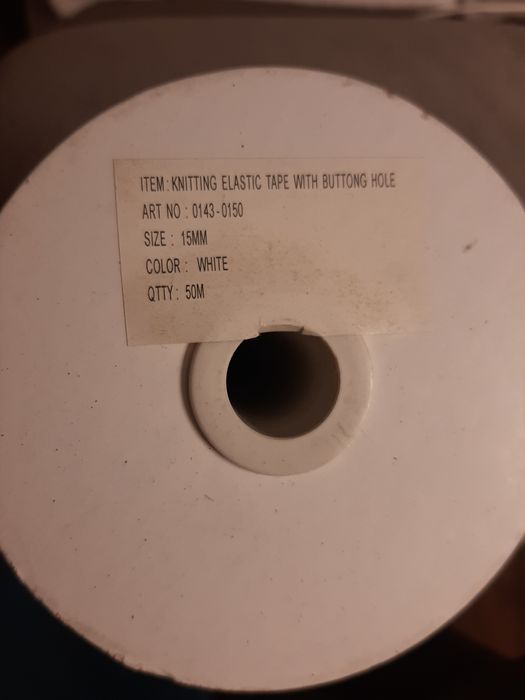 ITEM : KNITTING ELASTIC TAPE WITH BUTTONG HOLE
ART NO : 0143-0150
SIZE : 15MM
COLOR : WHITE
QTTY : 50M